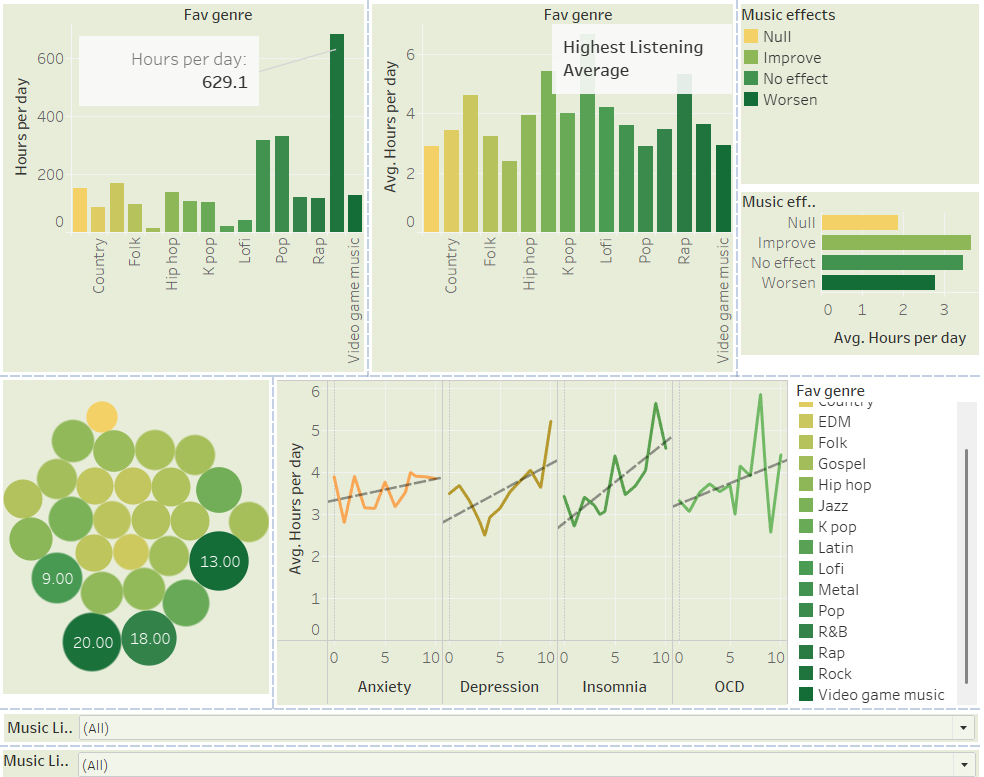 Fav genre
Hours per day
600
400
200
0
Hours per day:
629.1
Country
Folk
Hip hop
K pop
Lofi
Pop
Rap
Video game music
Fav genre
Avg. Hours per day
6
4
2
0
Highest Listening
Average
Country
Folk
Hip hop
K pop
Lofi
Pop
Rap
Video game music
Music effects
Null
Improve
No effect
Worsen
Music eff..
Null
Improve
No effect
Worsen
0 1 2 3
Avg. Hours per day
13.00
9.00
20.00
18.00
Avg. Hours per day
6
5
4
3
2
1
0
0 5 10 0 5 10 0 5 10 0 5 10
Anxiety Depression Insomnia OCD
Fav genre
Country
EDM
Folk
Gospel
Hip hop
Jazz
K pop
Latin
Lofi
Metal
Pop
R&B
Rap
Rock
Video game music
Music Li.. (All)
Music Li.. (All)